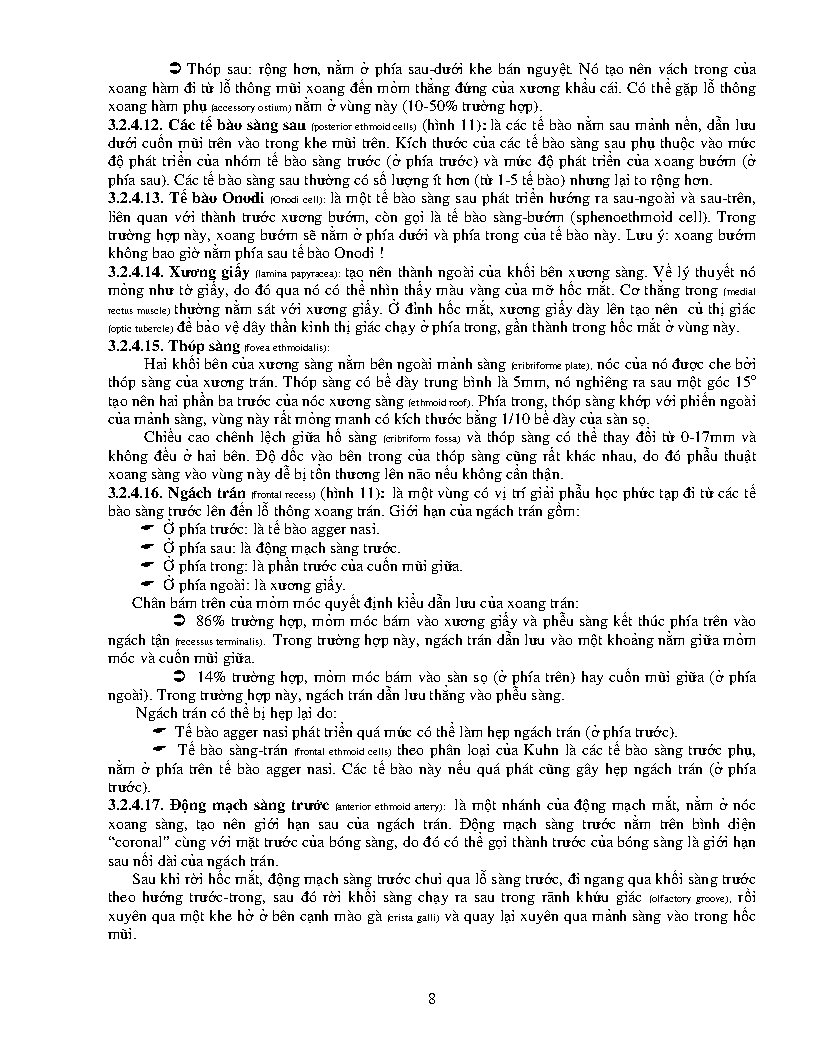 ➲ Thóp sau: rộng hơn, nằm ở phía sau-dưới khe bán nguyệt. Nó tạo nên vách trong của
xoang hàm đi từ lỗ thông mũi xoang đến mỏm thẳng đứng của xương khẩu cái. Có thể gặp lỗ thông
xoang hàm phụ (accessory ostium) nằm ở vùng này (10-50% trường hợp).
3.2.4.12. Các tế bào sàng sau (posterior ethmoid cells) (hình 11): là các tế bào nằm sau mảnh nền, dẫn lưu
dưới cuốn mũi trên vào trong khe mũi trên. Kích thước của các tế bào sàng sau phụ thuộc vào mức
độ phát triển của nhóm tế bào sàng trước (ở phía trước) và mức độ phát triển của xoang bướm (ở
phía sau). Các tế bào sàng sau thường có số lượng ít hơn (từ 1-5 tế bào) nhưng lại to rộng hơn.
3.2.4.13. Tế bào Onodi (Onodi cell): là một tế bào sàng sau phát triển hướng ra sau-ngoài và sau-trên,
liên quan với thành trước xương bướm, còn gọi là tế bào sàng-bướm (sphenoethmoid cell). Trong
trường hợp này, xoang bướm sẽ nằm ở phía dưới và phía trong của tế bào này. Lưu ý: xoang bướm
không bao giờ nằm phía sau tế bào Onodi !
3.2.4.14. Xương giấy (lamina papyracea): tạo nên thành ngoài của khối bên xương sàng. Về lý thuyết nó
mỏng như tờ giấy, do đó qua nó có thể nhìn thấy màu vàng của mỡ hốc mắt. Cơ thẳng trong (medial
rectus muscle) thường nằm sát với xương giấy. Ở đỉnh hốc mắt, xương giấy dày lên tạo nên củ thị giác
(optic tubercle) để bảo vệ dây thần kinh thị giác chạy ở phía trong, gần thành trong hốc mắt ở vùng này.
3.2.4.15. Thóp sàng (fovea ethmoidalis):
Hai khối bên của xương sàng nằm bên ngoài mảnh sàng (cribriforme plate), nóc của nó được che bởi
thóp sàng của xương trán. Thóp sàng có bề dày trung bình là 5mm, nó nghiêng ra sau một góc 15°
tạo nên hai phần ba trước của nóc xương sàng (ethmoid roof). Phía trong, thóp sàng khớp với phiến ngoài
của mảnh sàng, vùng này rất mỏng manh có kích thước bằng 1/10 bề dày của sàn sọ.
Chiều cao chênh lệch giữa hố sàng (cribriform fossa) và thóp sàng có thể thay đổi từ 0-17mm và
không đều ở hai bên. Độ dốc vào bên trong của thóp sàng cũng rất khác nhau, do đó phẫu thuật
xoang sàng vào vùng này dễ bị tổn thương lên não nếu không cẩn thận.
3.2.4.16. Ngách trán (frontal recess) (hình 11): là một vùng có vị trí giải phẫu học phức tạp đi từ các tế
bào sàng trước lên đến lỗ thông xoang trán. Giới hạn của ngách trán gồm:
☛ Ở phía trước: là tế bào agger nasi.
☛ Ở phía sau: là động mạch sàng trước.
☛ Ở phía trong: là phần trước của cuốn mũi giữa.
☛ Ở phía ngoài: là xương giấy.
Chân bám trên của mỏm móc quyết định kiểu dẫn lưu của xoang trán:
➲ 86% trường hợp, mỏm móc bám vào xương giấy và phễu sàng kết thúc phía trên vào
ngách tận (recessus terminalis). Trong trường hợp này, ngách trán dẫn lưu vào một khoảng nằm giữa mỏm
móc và cuốn mũi giữa.
➲ 14% trường hợp, mỏm móc bám vào sàn sọ (ở phía trên) hay cuốn mũi giữa (ở phía
ngoài). Trong trường hợp này, ngách trán dẫn lưu thẳng vào phễu sàng.
Ngách trán có thể bị hẹp lại do:
☛ Tế bào agger nasi phát triển quá mức có thể làm hẹp ngách trán (ở phía trước).
☛ Tế bào sàng-trán (frontal ethmoid cells) theo phân loại của Kuhn là các tế bào sàng trước phụ,
nằm ở phía trên tế bào agger nasi. Các tế bào này nếu quá phát cũng gây hẹp ngách trán (ở phía
trước).
3.2.4.17. Động mạch sàng trước (anterior ethmoid artery): là một nhánh của động mạch mắt, nằm ở nóc
xoang sàng, tạo nên giới hạn sau của ngách trán. Động mạch sàng trước nằm trên bình diện
“coronal” cùng với mặt trước của bóng sàng, do đó có thể gọi thành trước của bóng sàng là giới hạn
sau nối dài của ngách trán.
Sau khi rời hốc mắt, động mạch sàng trước chui qua lỗ sàng trước, đi ngang qua khối sàng trước
theo hướng trước-trong, sau đó rời khối sàng chạy ra sau trong rãnh khứu giác (olfactory groove), rồi
xuyên qua một khe hở ở bên cạnh mào gà (crista galli) và quay lại xuyên qua mảnh sàng vào trong hốc
mũi.
8